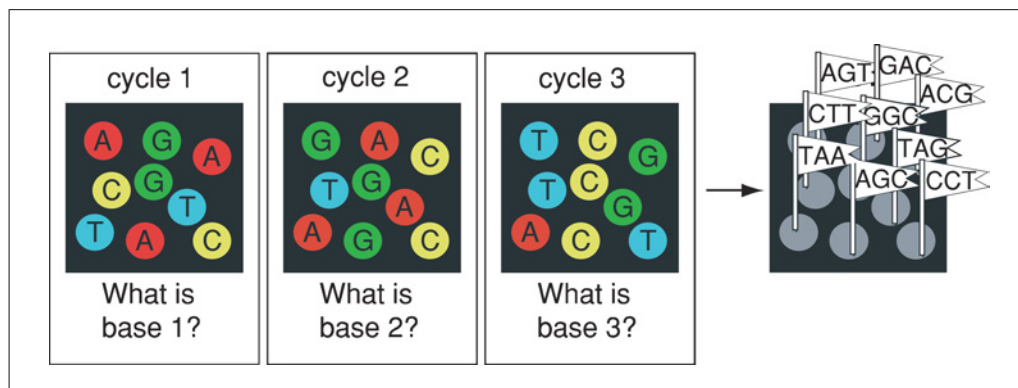 cycle 1
A G A
C G T
T A C
What is
base 1?
cycle 2
G A C
T G A
A G C
What is
base 2?
cycle 3
T C G
T C G
A C T
What is
base 3?
AGT
GAC
ACG
CTT
GGC
TAA
TAG
AGC
CCT